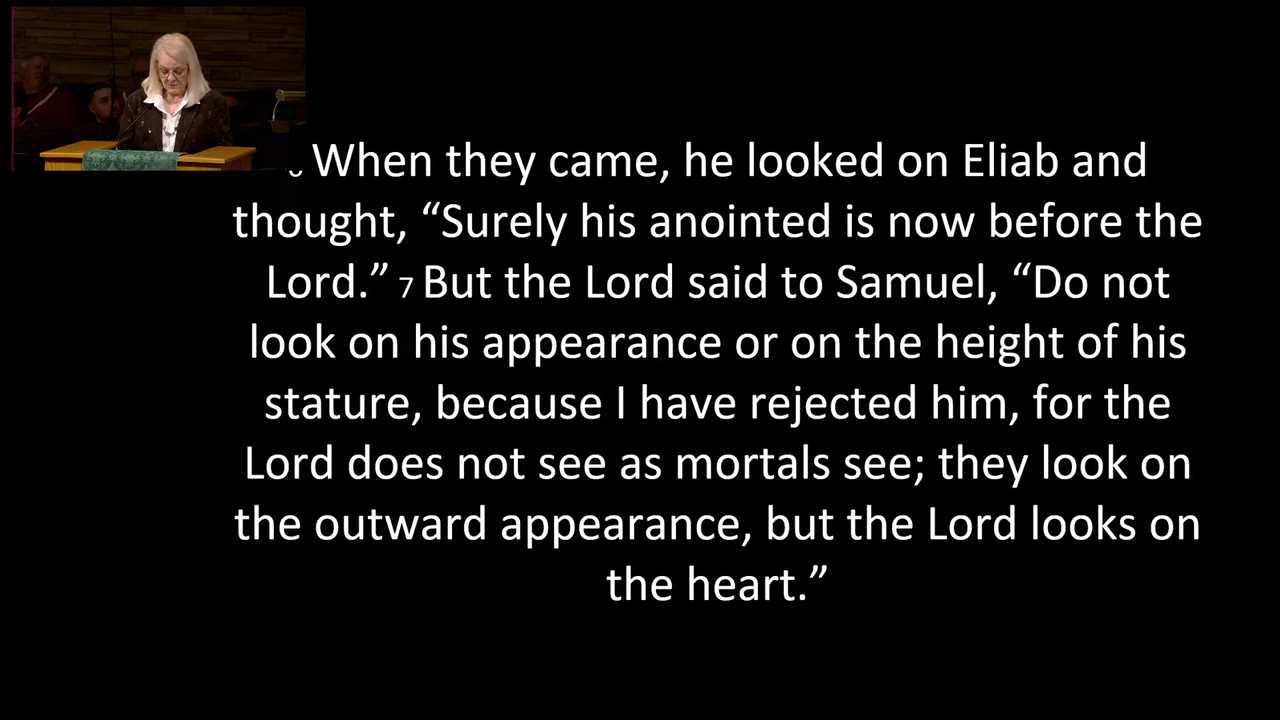 When they came, he looked on Eliab and
thought, “Surely his anointed is now before the
Lord.” 7 But the Lord said to Samuel, “Do not
look on his appearance or on the height of his
stature, because I have rejected him, for the
Lord does not see as mortals see; they look on
the outward appearance, but the Lord looks on
the heart.”